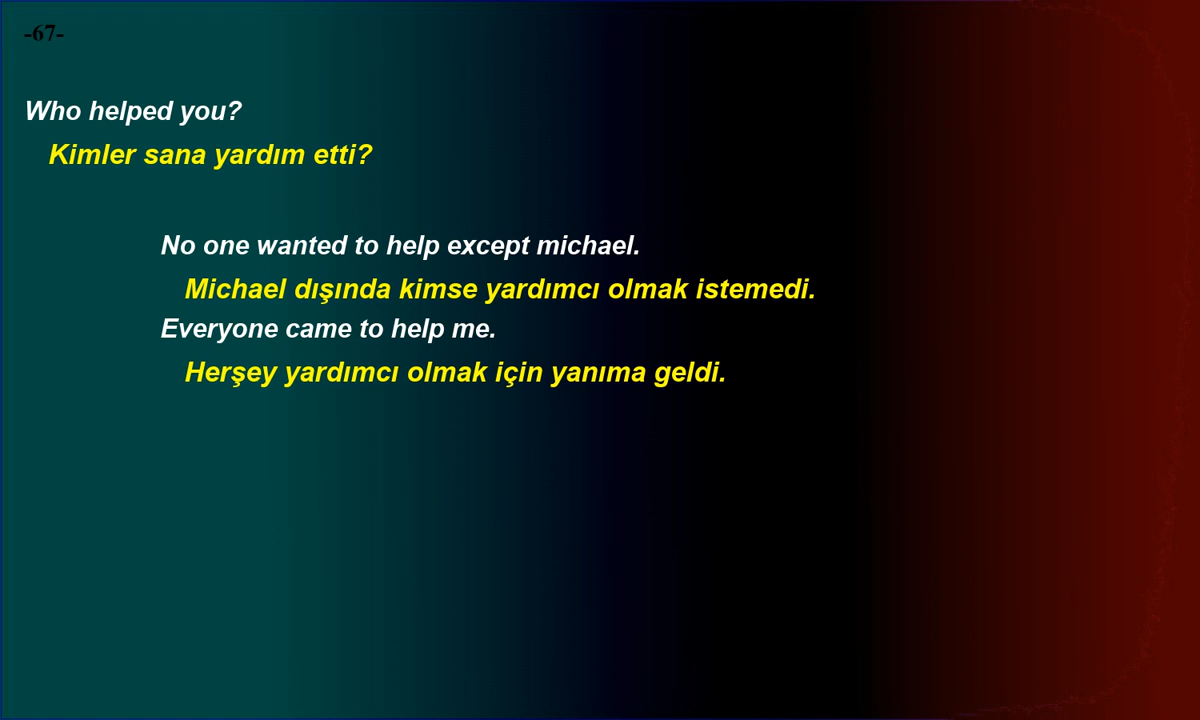 -67-
Who helped you?
Kimler sana yardım etti?
No one wanted to help except michael.
Michael dışında kimse yardımcı olmak istemedi.
Everyone came to help me.
Herşey yardımcı olmak için yanıma geldi.